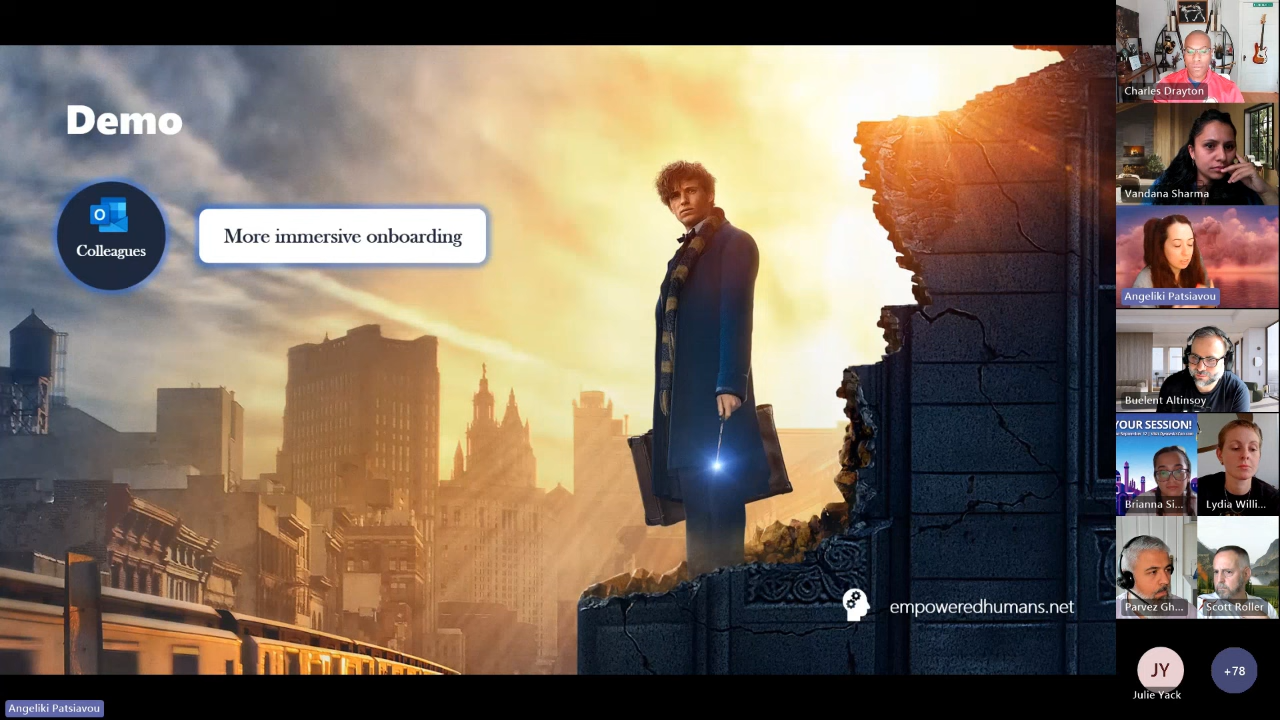 Demo
O
Colleagues
More immersive onboarding
empoweredhumans.net
Angeliki Patsiavou
Charles Drayton
Vandana Sharma
Angeliki Patsiavou
Buelent Altinsoy
YOUR SESSION!
Brianna Si...
Lydia Willi...
Parvez Gh...
Scott Roller
JY
Julie Yack
+78